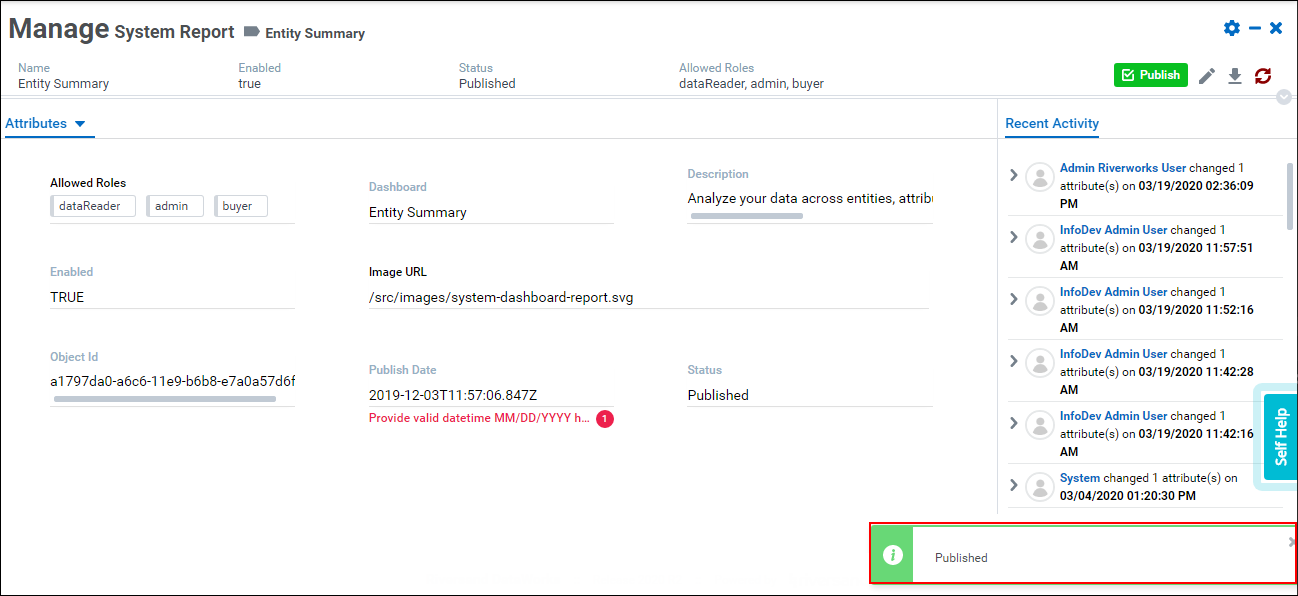 Manage System Report Entity Summary
Name
Entity Summary
Enabled
true
Status
Published
Allowed Roles
dataReader, admin, buyer
Publish
Attributes
Recent Activity
Allowed Roles
dataReader admin buyer
Dashboard
Entity Summary
Description
Analyze your data across entities, attribu
Enabled
TRUE
Image URL
/src/images/system-dashboard-report.svg
Object Id
a1797da0-a6c6-11e9-b6b8-e7a0a57d6f
Publish Date
2019-12-03T11:57:06.847Z
Provide valid datetime MM/DD/YYYY h... 1
Status
Published
Admin Riverworks User changed 1
attribute(s) on 03/19/2020 02:36:09
PM
InfoDev Admin User changed 1
attribute(s) on 03/19/2020 11:57:51
AM
InfoDev Admin User changed 1
attribute(s) on 03/19/2020 11:52:16
AM
InfoDev Admin User changed 1
attribute(s) on 03/19/2020 11:42:28
AM
InfoDev Admin User changed 1
attribute(s) on 03/19/2020 11:42:16
AM
System changed 1 attribute(s) on
03/04/2020 01:20:30 PM
Self Help
Published